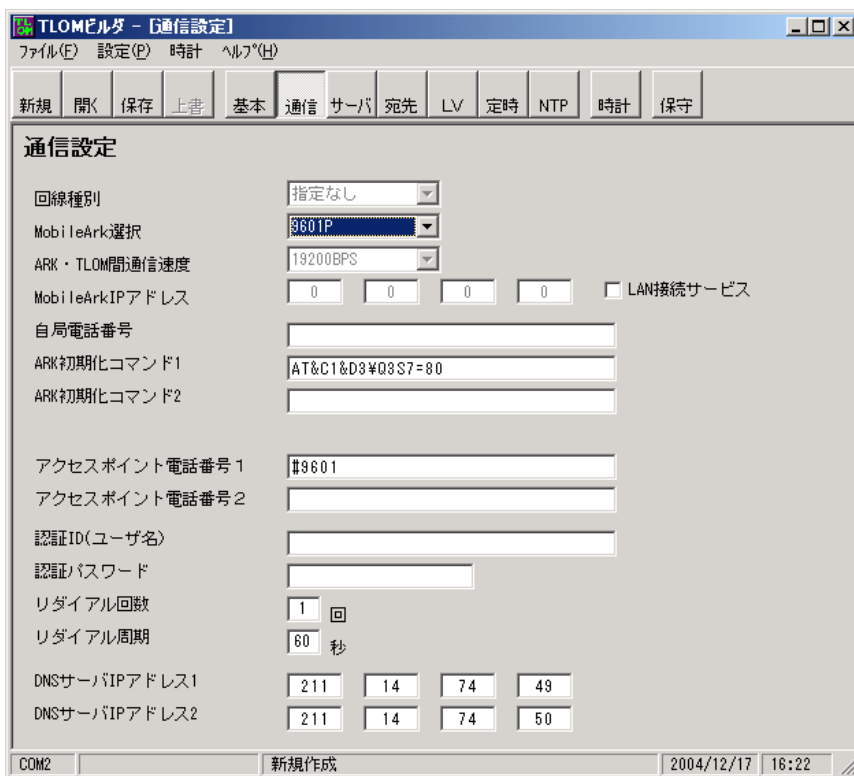 TLOMビルダ - [通信設定]
ファイル(F) 設定(P) 時計 ヘルプ(H)
新規 開く 保存 上書 基本 通信 サーバ 宛先 LV 定時 NTP 時計 保守
通信設定
回線種別 指定なし
MobileArk選択 9601P
ARK・TLOM間通信速度 19200BPS
MobileArkIPアドレス 0 0 0 0 LAN接続サービス
自局電話番号
ARK初期化コマンド1 AT&C1&D3¥Q3S7=80
ARK初期化コマンド2
アクセスポイント電話番号1 #9601
アクセスポイント電話番号2
認証ID(ユーザ名)
認証パスワード
リダイアル回数 1 回
リダイアル周期 60 秒
DNSサーバIPアドレス1 211 14 74 49
DNSサーバIPアドレス2 211 14 74 50
COM2 新規作成 2004/12/17 16:22